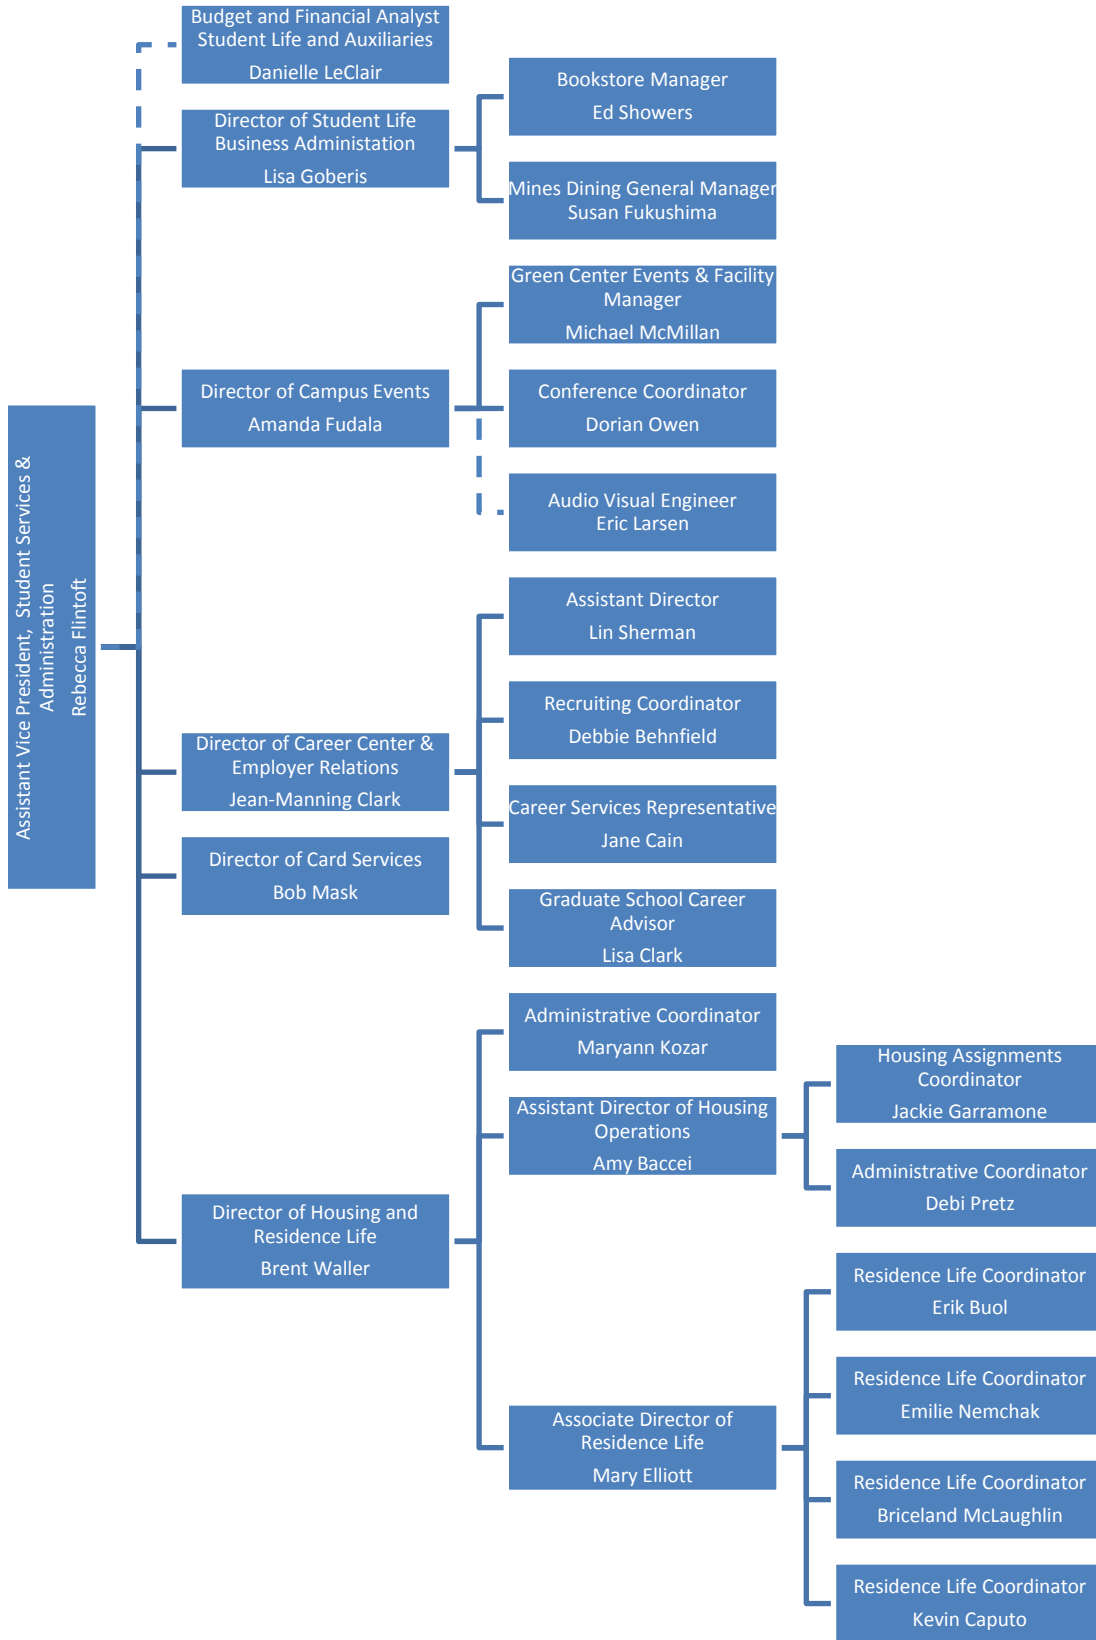 Assistant Vice President, Student Services &
Administration
Rebecca Flintoft
Budget and Financial Analyst
Student Life and Auxiliaries
Danielle LeClair
Director of Student Life
Business Administation
Lisa Goberis
Bookstore Manager
Ed Showers
Mines Dining General Manager
Susan Fukushima
Director of Campus Events
Amanda Fudala
Green Center Events & Facility
Manager
Michael McMillan
Conference Coordinator
Dorian Owen
Audio Visual Engineer
Eric Larsen
Director of Career Center &
Employer Relations
Jean-Manning Clark
Assistant Director
Lin Sherman
Recruiting Coordinator
Debbie Behnfield
Career Services Representative
Jane Cain
Graduate School Career
Advisor
Lisa Clark
Director of Card Services
Bob Mask
Director of Housing and
Residence Life
Brent Waller
Administrative Coordinator
Maryann Kozar
Assistant Director of Housing
Operations
Amy Baccei
Housing Assignments
Coordinator
Jackie Garramone
Administrative Coordinator
Debi Pretz
Associate Director of
Residence Life
Mary Elliott
Residence Life Coordinator
Erik Buol
Residence Life Coordinator
Emilie Nemchak
Residence Life Coordinator
Briceland McLaughlin
Residence Life Coordinator
Kevin Caputo